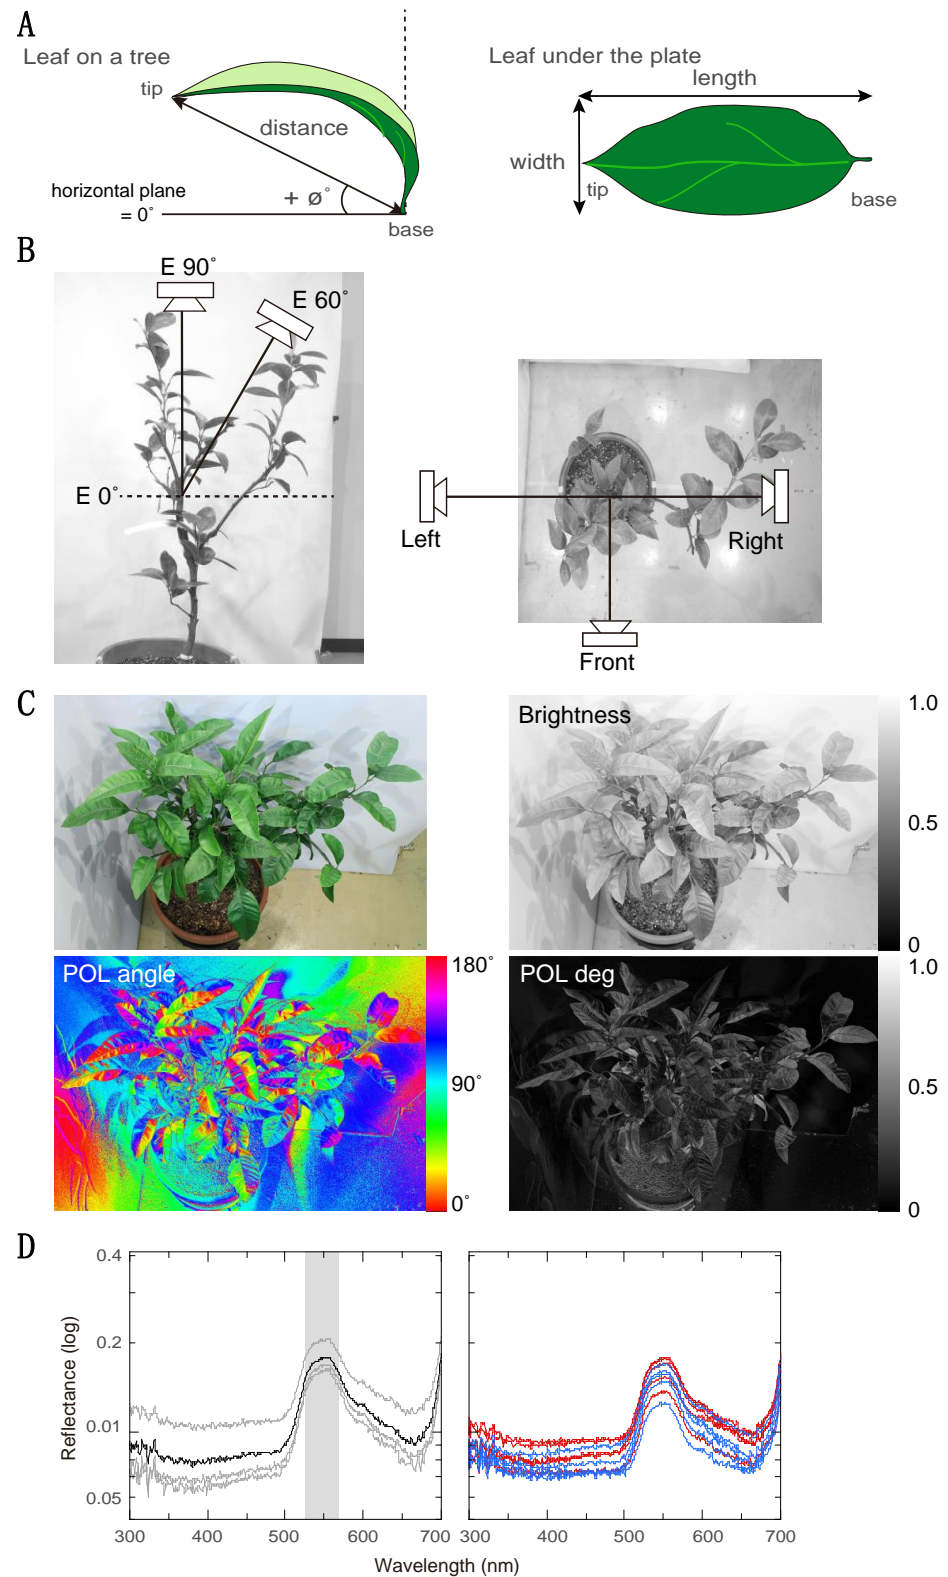 A
Leaf on a tree
tip
distance
horizontal plane
= 0°
+ ø°
base
Leaf under the plate
length
width
tip
base
B
E 90°
E 60°
E 0°
Left
Right
Front
C
Brightness
1.0
0.5
0
POL angle
180°
90°
0°
POL deg
1.0
0.5
0
D
Reflectance (log)
0.4
0.2
0.01
0.05
300
400
500
600
700
300
400
500
600
700
Wavelength (nm)